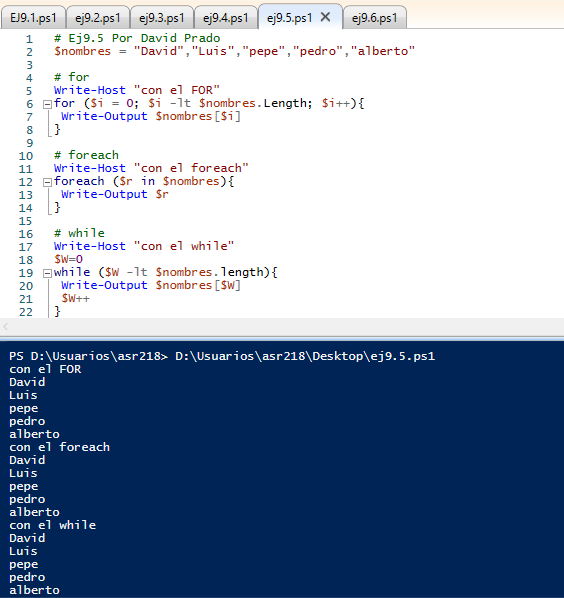 EJ9.1.ps1 ej9.2.ps1 ej9.3.ps1 ej9.4.ps1 ej9.5.ps1 X ej9.6.ps1
1 # Ej9.5 Por David Prado
2 $nombres = "David","Luis","pepe","pedro","alberto"
3
4 # for
5 Write-Host "con el FOR"
6 for ($i = 0; $i -lt $nombres.Length; $i++){
7 Write-Output $nombres[$i]
8 }
9
10 # foreach
11 Write-Host "con el foreach"
12 foreach ($r in $nombres){
13 Write-Output $r
14 }
15
16 # while
17 Write-Host "con el while"
18 $W=0
19 while ($W -lt $nombres.length){
20 Write-Output $nombres[$W]
21 $W++
22 }
PS D:\Usuarios\asr218> D:\Usuarios\asr218\Desktop\ej9.5.ps1
con el FOR
David
Luis
pepe
pedro
alberto
con el foreach
David
Luis
pepe
pedro
alberto
con el while
David
Luis
pepe
pedro
alberto